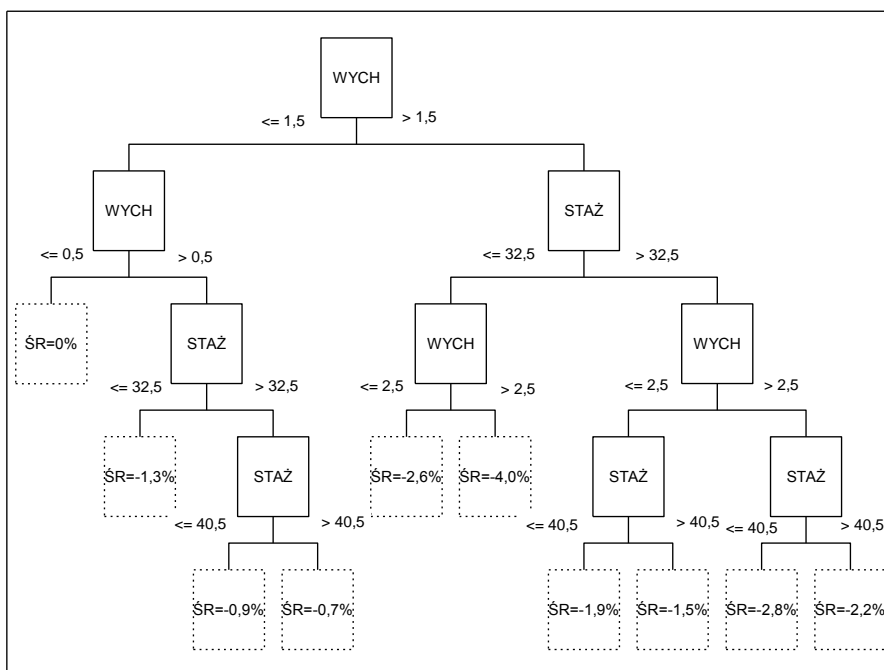 WYCH
<= 1,5
> 1,5
WYCH
STAŻ
<= 0,5
> 0,5
<= 32,5
> 32,5
ŚR=0%
STAŻ
WYCH
WYCH
<= 32,5
> 32,5
<= 2,5
> 2,5
<= 2,5
> 2,5
ŚR=-1,3%
STAŻ
ŚR=-2,6%
ŚR=-4,0%
STAŻ
STAŻ
<= 40,5
> 40,5
<= 40,5
> 40,5
<= 40,5
> 40,5
ŚR=-0,9%
ŚR=-0,7%
ŚR=-1,9%
ŚR=-1,5%
ŚR=-2,8%
ŚR=-2,2%